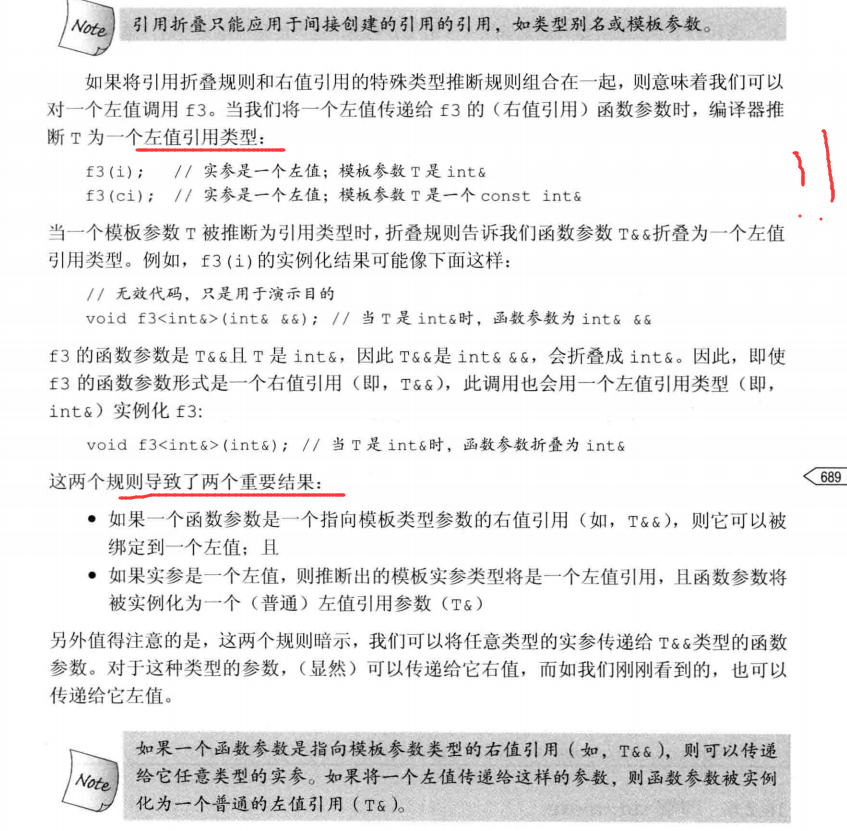 Note
引用折叠只能应用于间接创建的引用的引用，如类型别名或模板参数。
如果将引用折叠规则和右值引用的特殊类型推断规则组合在一起，则意味着我们可以
对一个左值调用 f3。当我们将一个左值传递给 f3 的（右值引用）函数参数时，编译器推
断 T 为一个左值引用类型：
f3(i);   // 实参是一个左值；模板参数 T 是 int&
f3(ci);  // 实参是一个左值；模板参数 T 是一个 const int&
当一个模板参数 T 被推断为引用类型时，折叠规则告诉我们函数参数 T&&折叠为一个左值
引用类型。例如，f3(i)的实例化结果可能像下面这样：
// 无效代码，只是用于演示目的
void f3<int&>(int& &&); // 当 T 是 int&时，函数参数为 int& &&
f3 的函数参数是 T&&且 T 是 int&，因此 T&&是 int& &&，会折叠成 int&。因此，即使
f3 的函数参数形式是一个右值引用（即，T&&），此调用也会用一个左值引用类型（即，
int&）实例化 f3:
void f3<int&>(int&); // 当 T 是 int&时，函数参数折叠为 int&
这两个规则导致了两个重要结果：
689
• 如果一个函数参数是一个指向模板类型参数的右值引用（如，T&&），则它可以被
绑定到一个左值；且
• 如果实参是一个左值，则推断出的模板实参类型将是一个左值引用，且函数参数将
被实例化为一个（普通）左值引用参数（T&）
另外值得注意的是，这两个规则暗示，我们可以将任意类型的实参传递给 T&&类型的函数
参数。对于这种类型的参数，（显然）可以传递给它右值，而如我们刚刚看到的，也可以
传递给它左值。
Note
如果一个函数参数是指向模板参数类型的右值引用（如，T&&），则可以传递
给它任意类型的实参。如果将一个左值传递给这样的参数，则函数参数被实例
化为一个普通的左值引用（T&）。